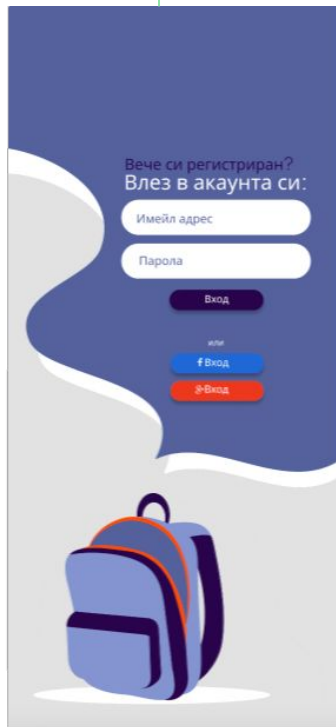 Вече си регистриран?
Влез в акаунта си:
Имейл адрес
Парола
Вход
или
f Вход
g+ Вход